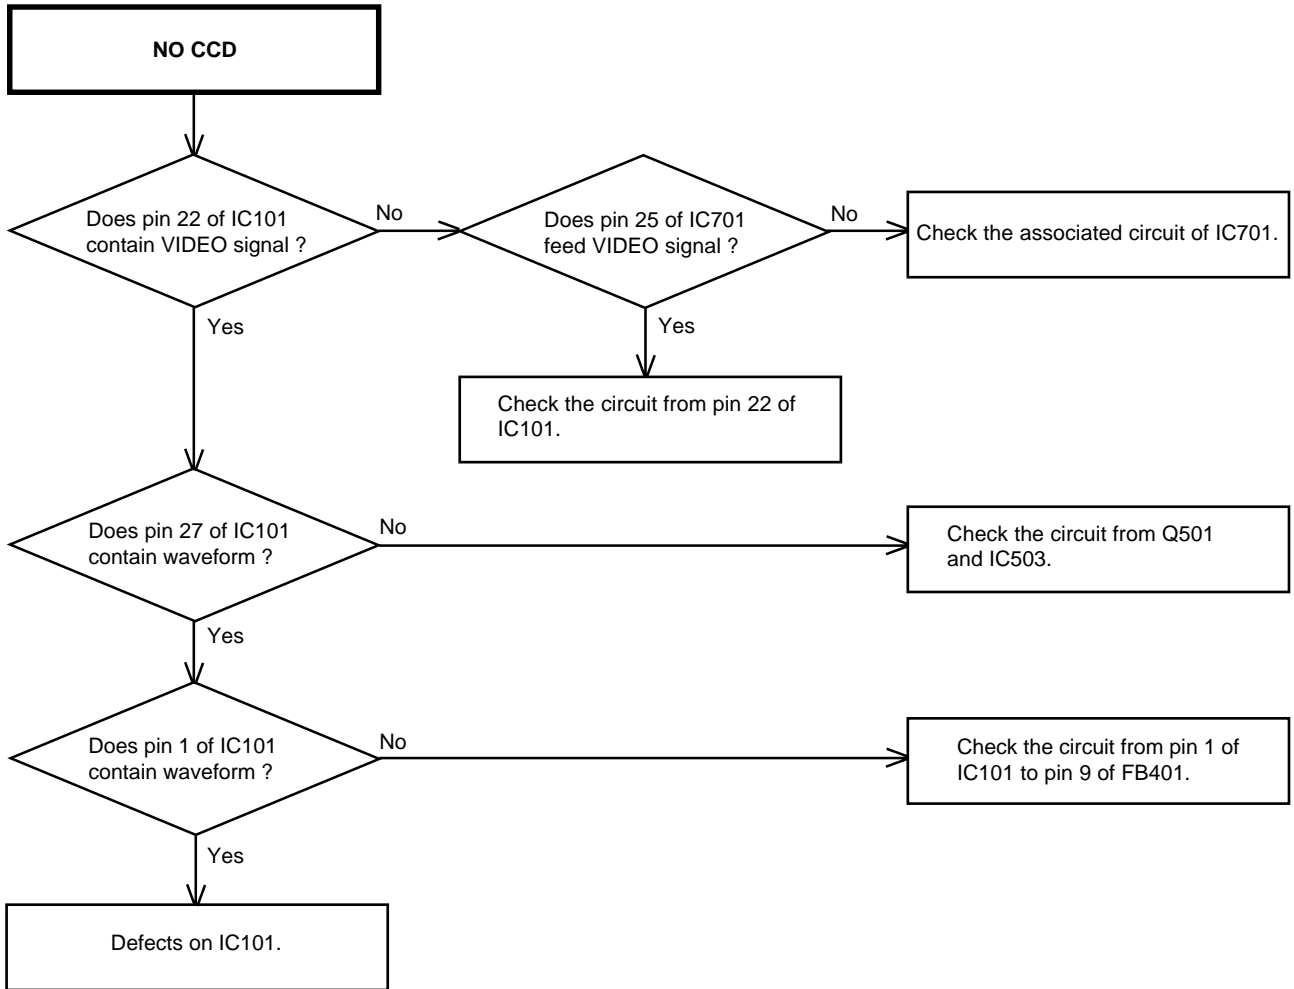 NO CCD
Does pin 22 of IC101
contain VIDEO signal ?
No
Does pin 25 of IC701
feed VIDEO signal ?
No
Check the associated circuit of IC701.
Yes
Yes
Check the circuit from pin 22 of
IC101.
Does pin 27 of IC101
contain waveform ?
No
Check the circuit from Q501
and IC503.
Yes
Does pin 1 of IC101
contain waveform ?
No
Check the circuit from pin 1 of
IC101 to pin 9 of FB401.
Yes
Defects on IC101.